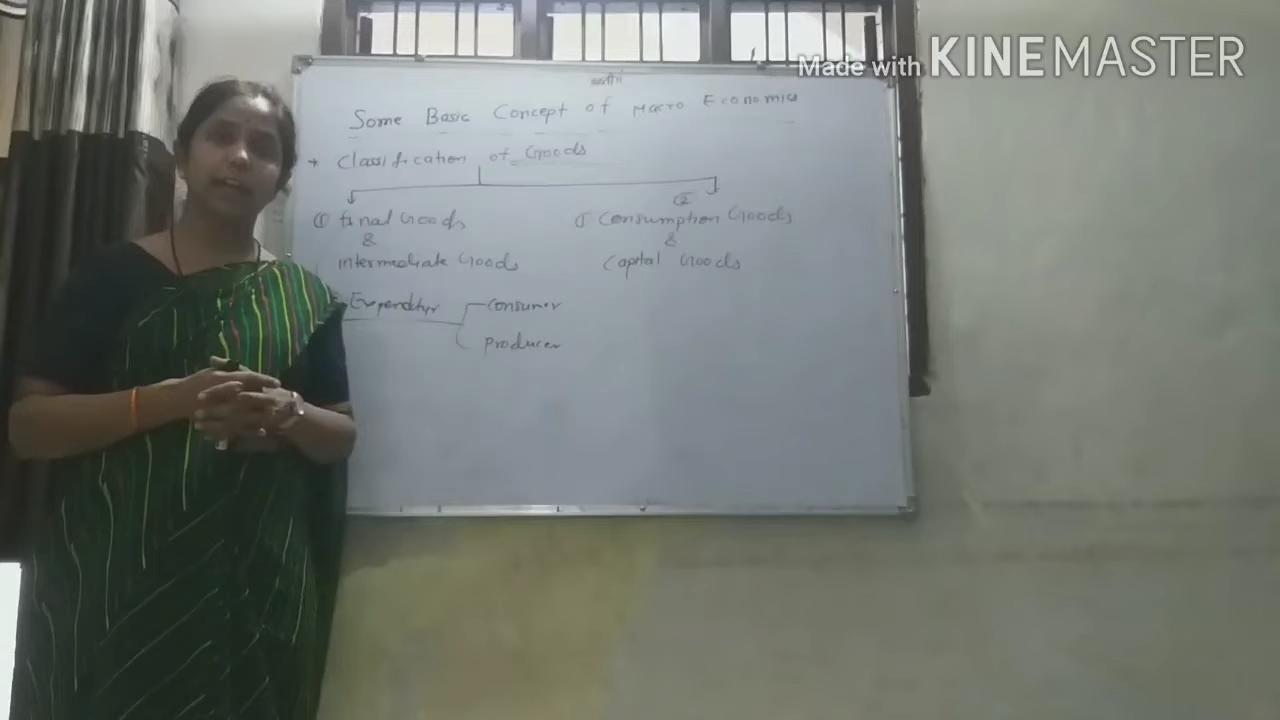 Made with KINEMASTER
Some Basic Concept of Macro Economics
→ Classification of Goods
① final Goods
&
intermediate Goods
②
Consumption Goods
&
Capital Goods
Expenditur
consumer
producer